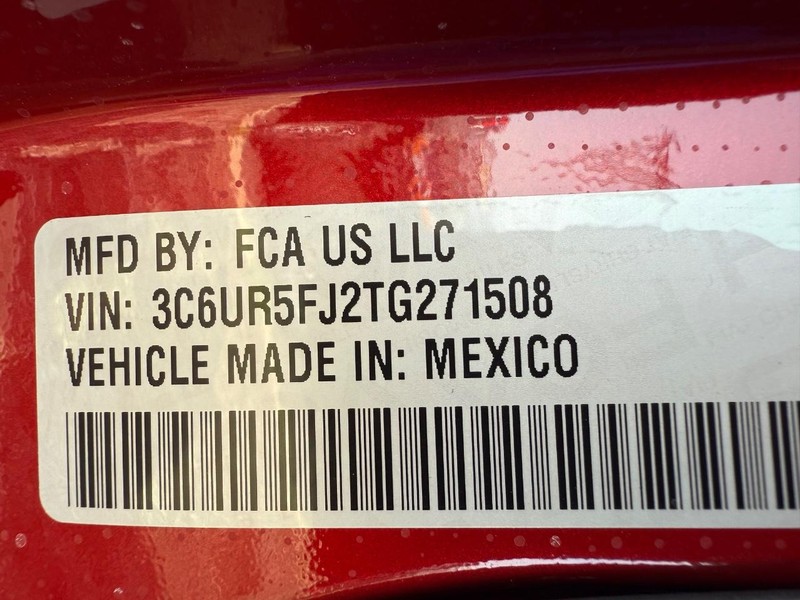 MFD BY: FCA US LLC
VIN: 3C6UR5FJ2TG271508
VEHICLE MADE IN: MEXICO